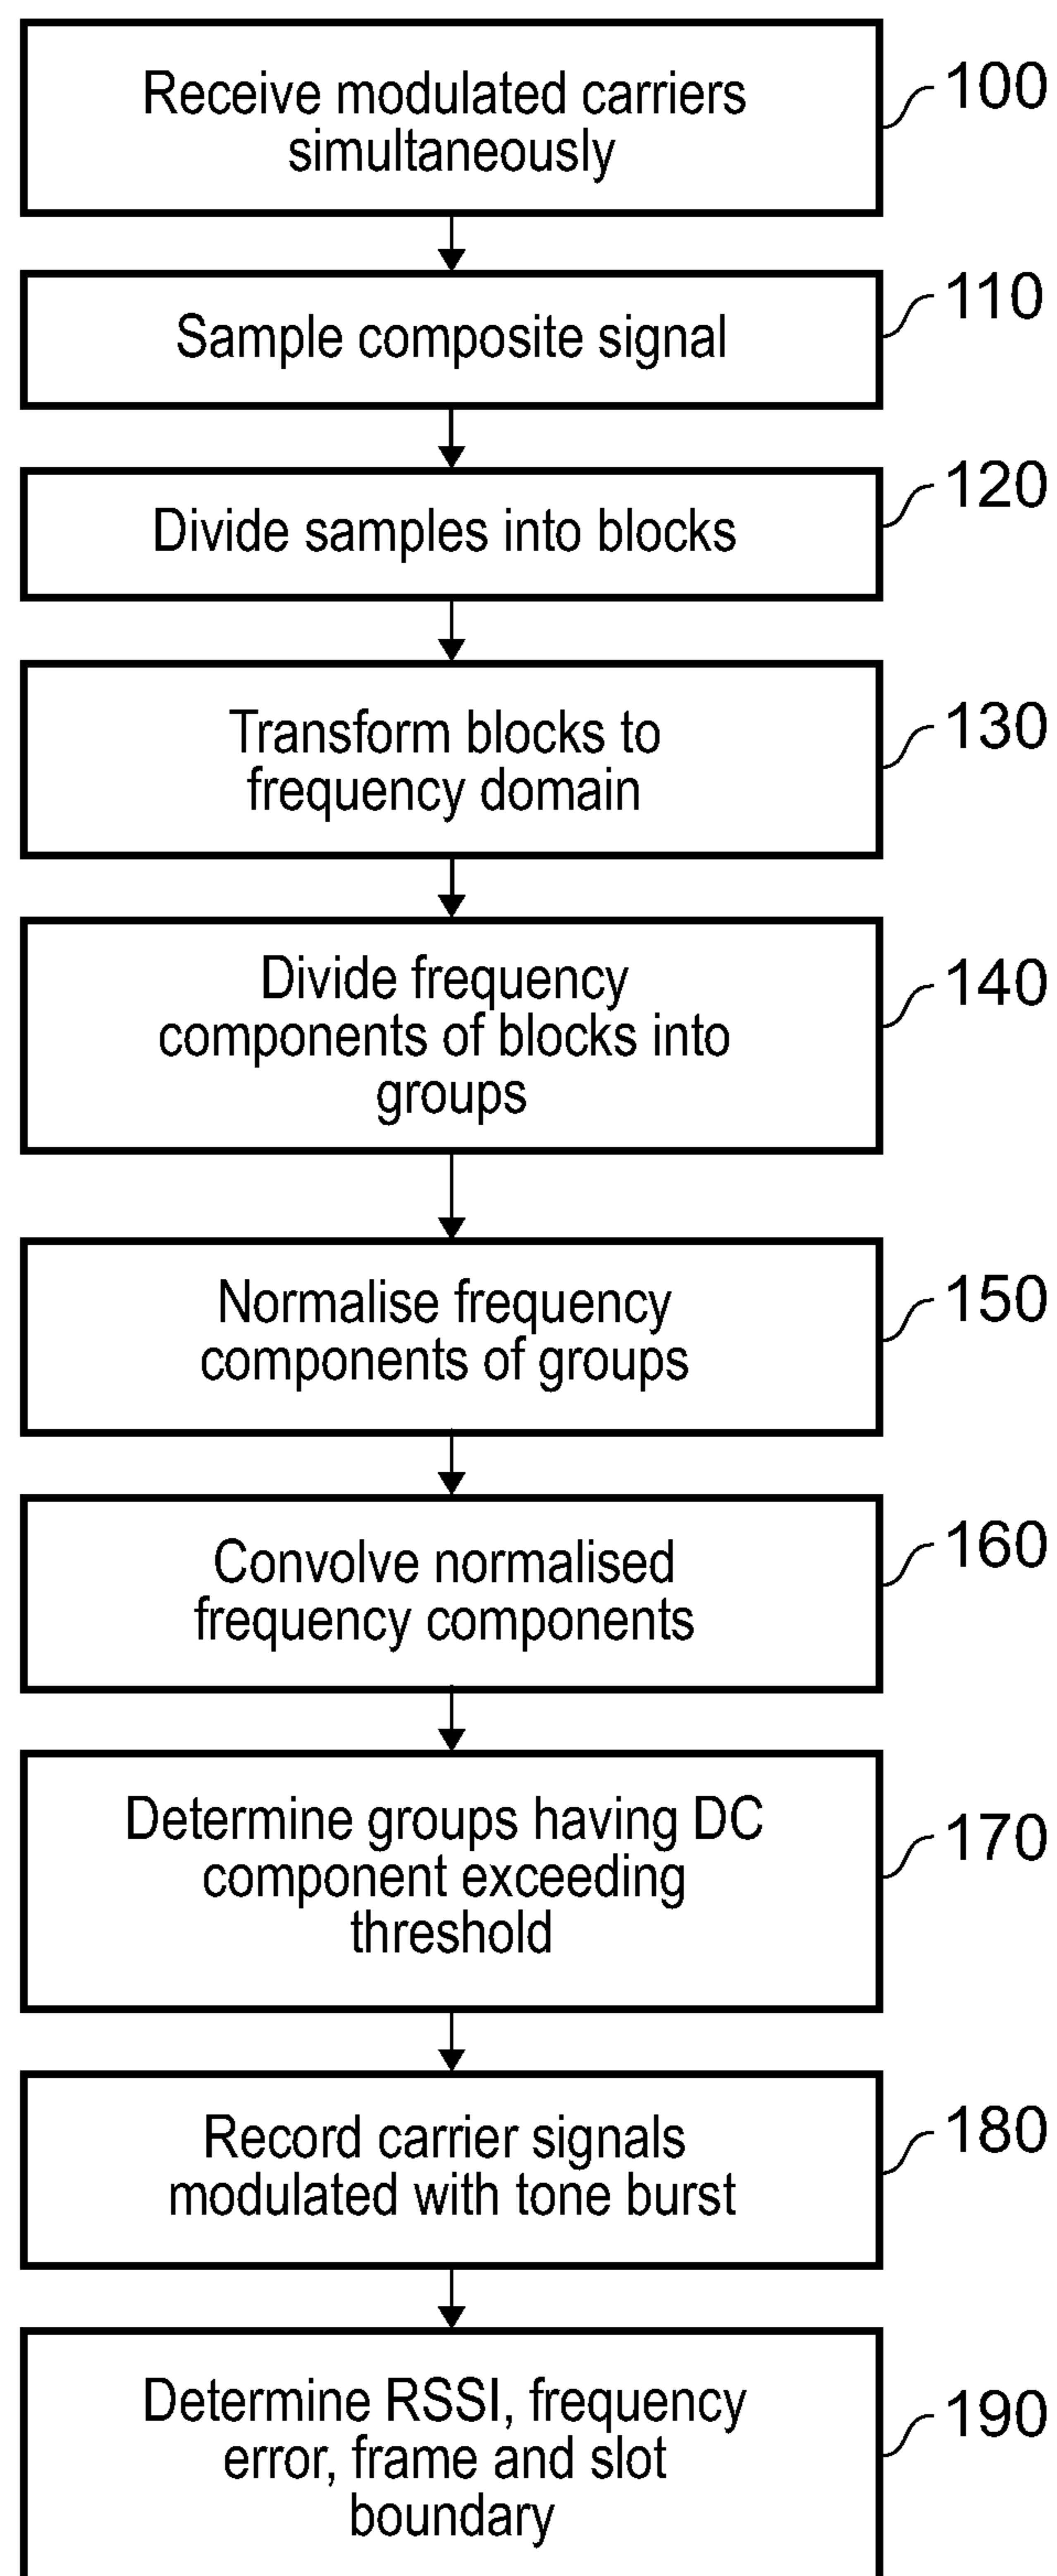 Receive modulated carriers
simultaneously
100
Sample composite signal
110
Divide samples into blocks
120
Transform blocks to
frequency domain
130
Divide frequency
components of blocks into
groups
140
Normalise frequency
components of groups
150
Convolve normalised
frequency components
160
Determine groups having DC
component exceeding
threshold
170
Record carrier signals
modulated with tone burst
180
Determine RSSI, frequency
error, frame and slot
boundary
190